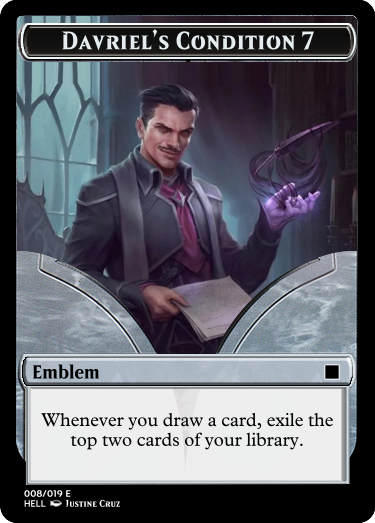 Davriel's Condition 7
Emblem
Whenever you draw a card, exile the
top two cards of your library.
008/019 E
HELL Justine Cruz